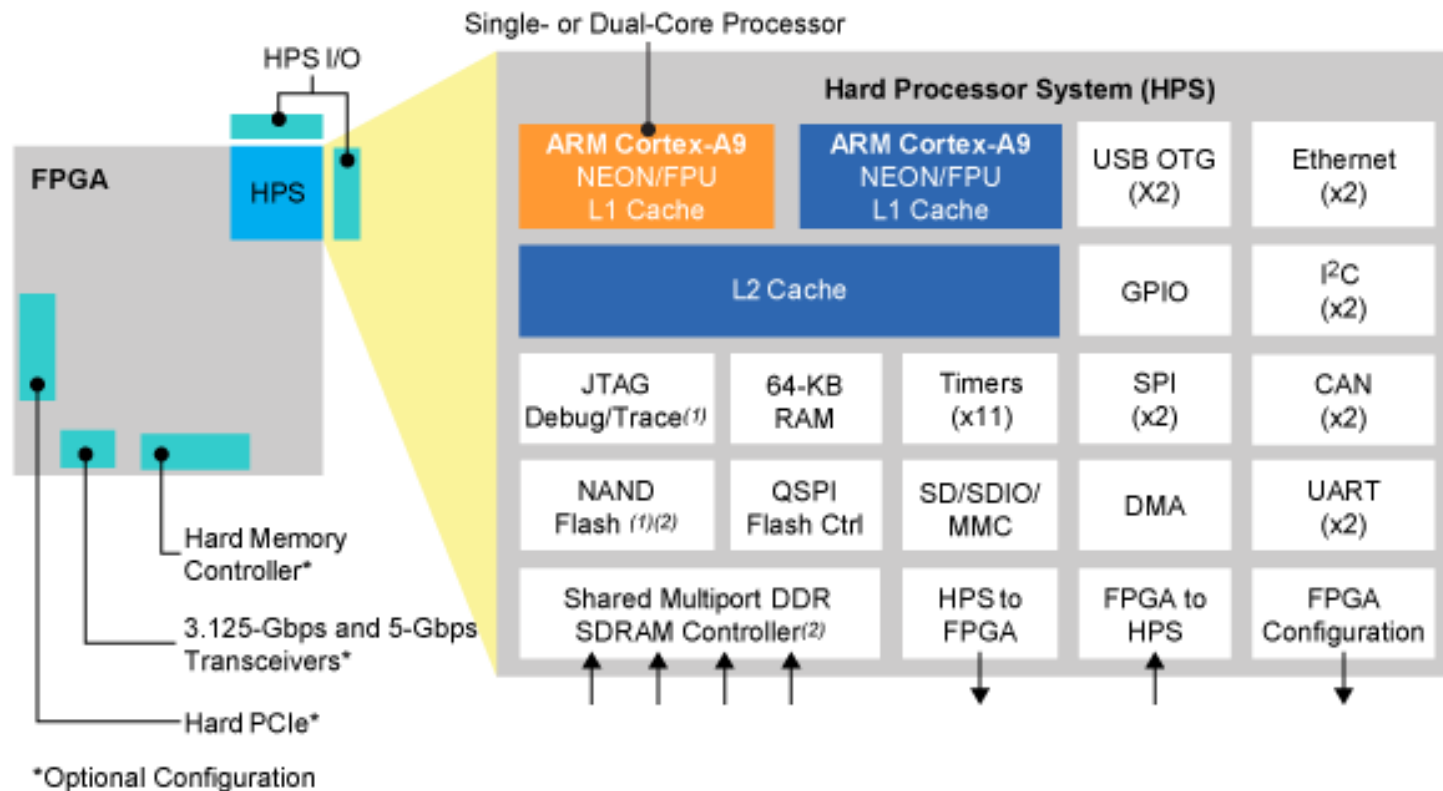 Single- or Dual-Core Processor
HPS I/O
FPGA
HPS
Hard Memory
Controller*
3.125-Gbps and 5-Gbps
Transceivers*
Hard PCIe*
*Optional Configuration
Hard Processor System (HPS)
ARM Cortex-A9
NEON/FPU
L1 Cache
ARM Cortex-A9
NEON/FPU
L1 Cache
USB OTG
(X2)
Ethernet
(x2)
L2 Cache
GPIO
I²C
(x2)
JTAG
Debug/Trace(1)
64-KB
RAM
Timers
(x11)
SPI
(x2)
CAN
(x2)
NAND
Flash (1)(2)
QSPI
Flash Ctrl
SD/SDIO/
MMC
DMA
UART
(x2)
Shared Multiport DDR
SDRAM Controller(2)
HPS to
FPGA
FPGA to
HPS
FPGA
Configuration